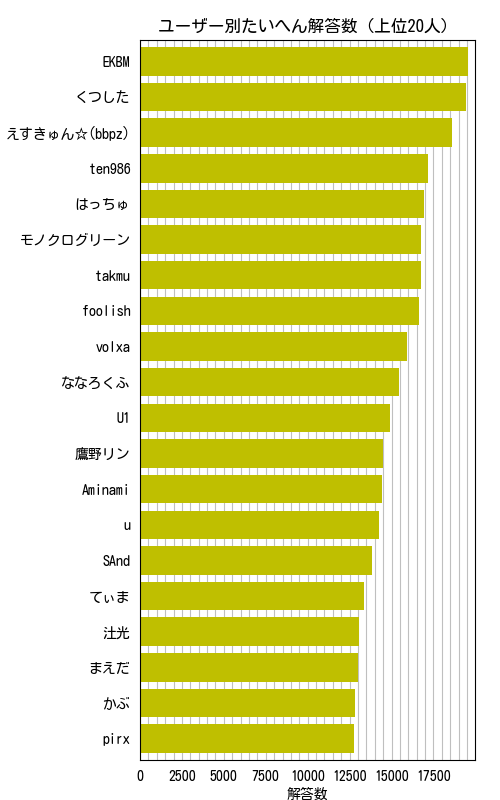 ユーザー別たいへん解答数 (上位20人)
EKBM
くつした
えすきゅん☆(bbpz)
ten986
はっちゅ
モノクログリーン
takmu
foolish
volxa
ななろくふ
U1
鷹野リン
Aminami
u
SAnd
てぃま
辻光
まえだ
かぶ
pirx
0 2500 5000 7500 10000 12500 15000 17500
解答数